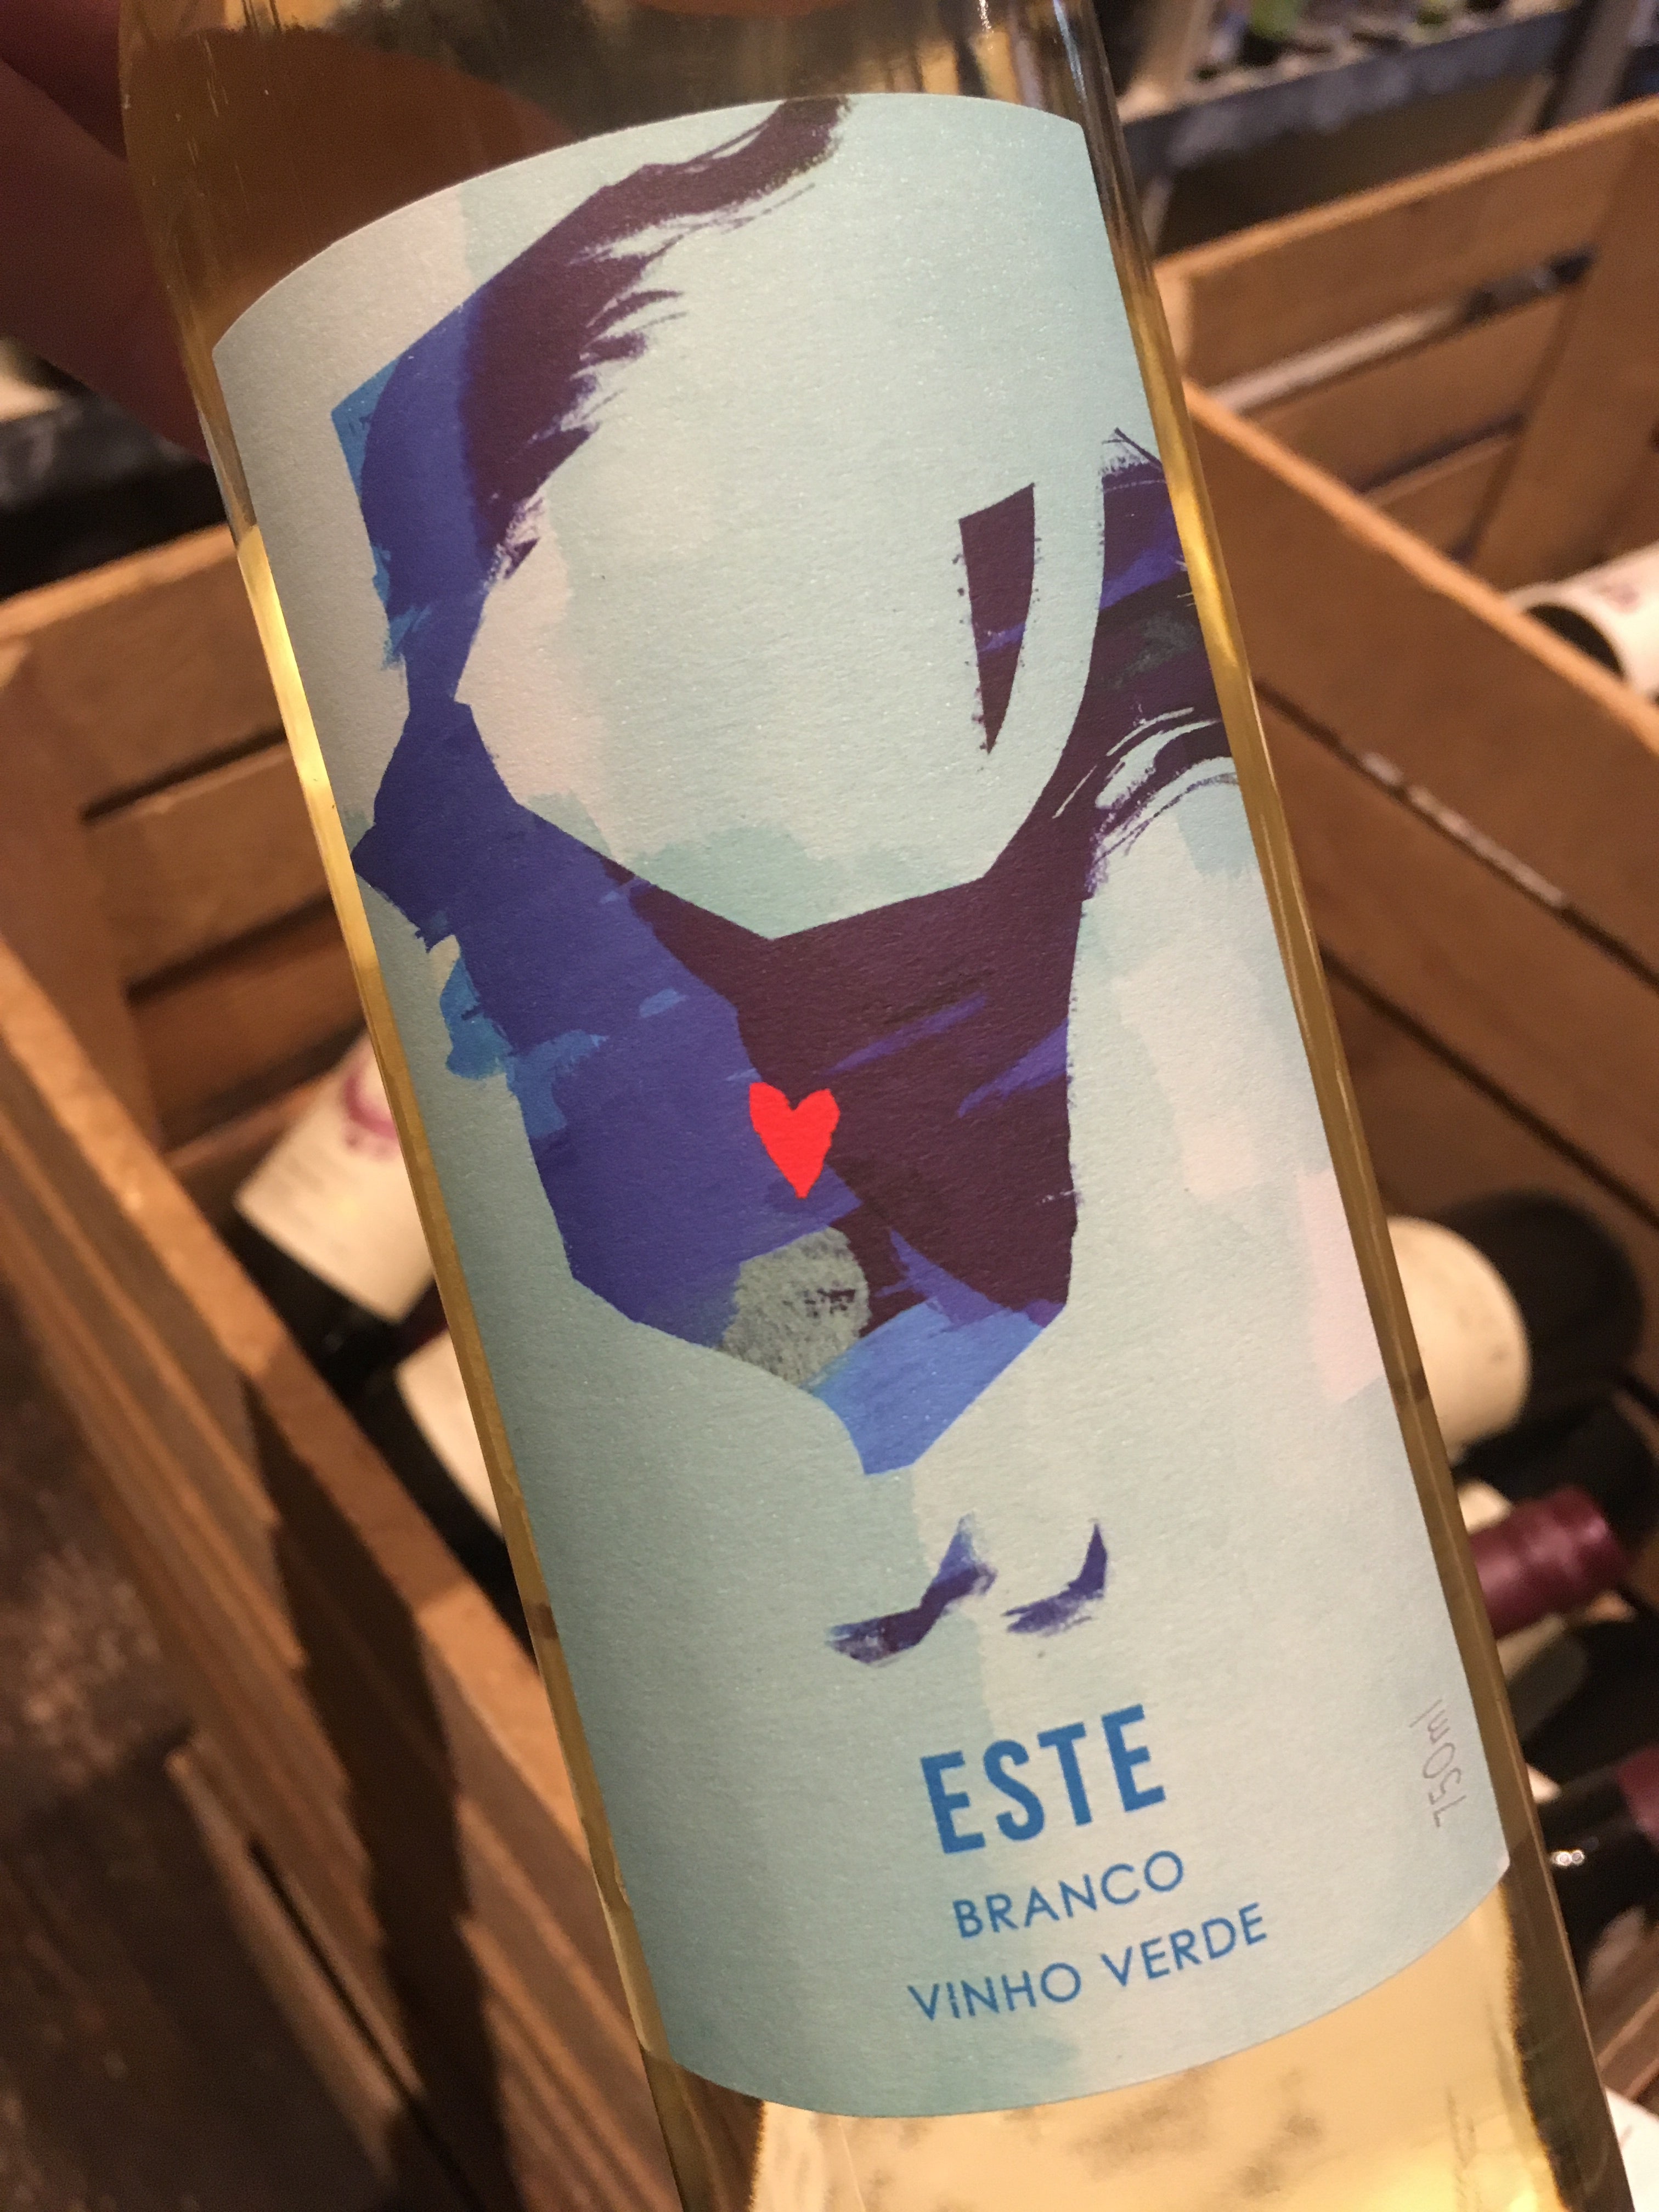 ESTE
BRANCO
VINHO VERDE
750ml